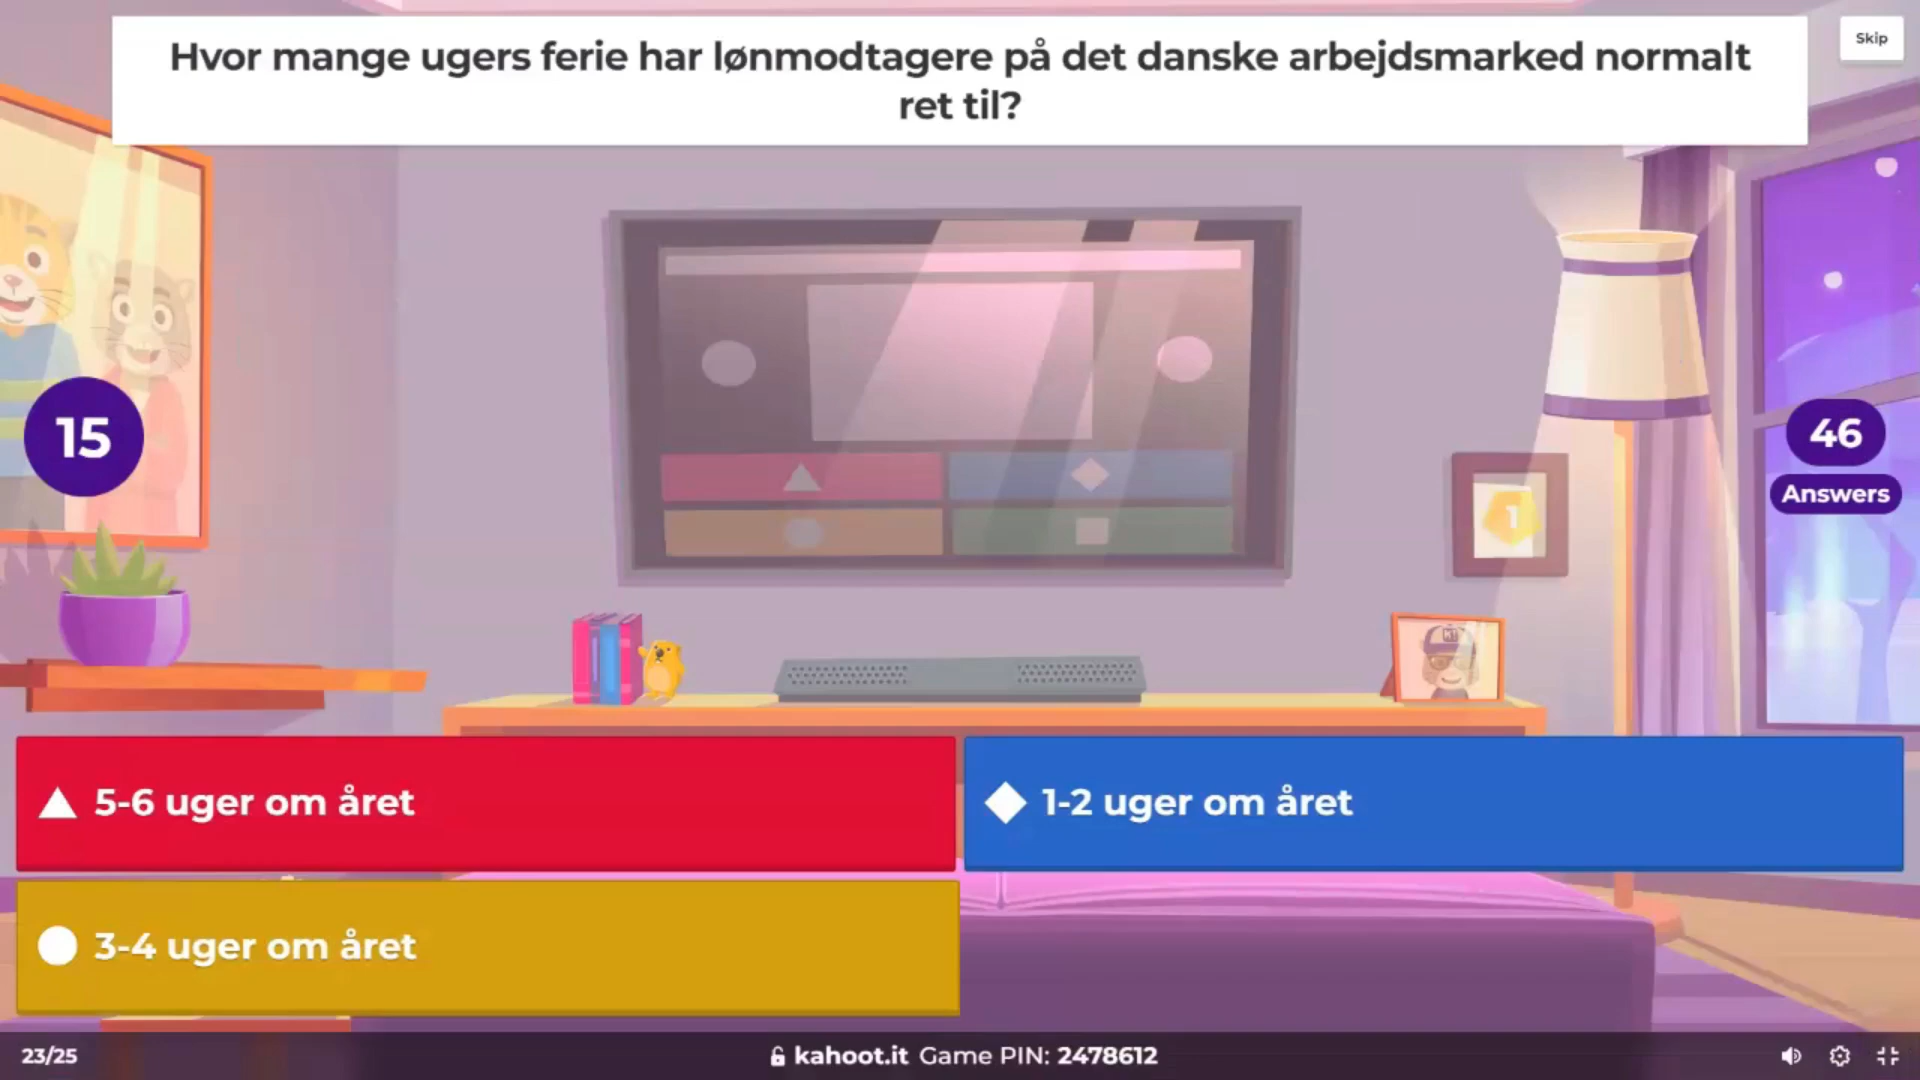 Hvor mange ugers ferie har lønmodtagere på det danske arbejdsmarked normalt
ret til?
Skip
15
46
Answers
1
5-6 uger om året
1-2 uger om året
3-4 uger om året
23/25
kahoot.it Game PIN: 2478612